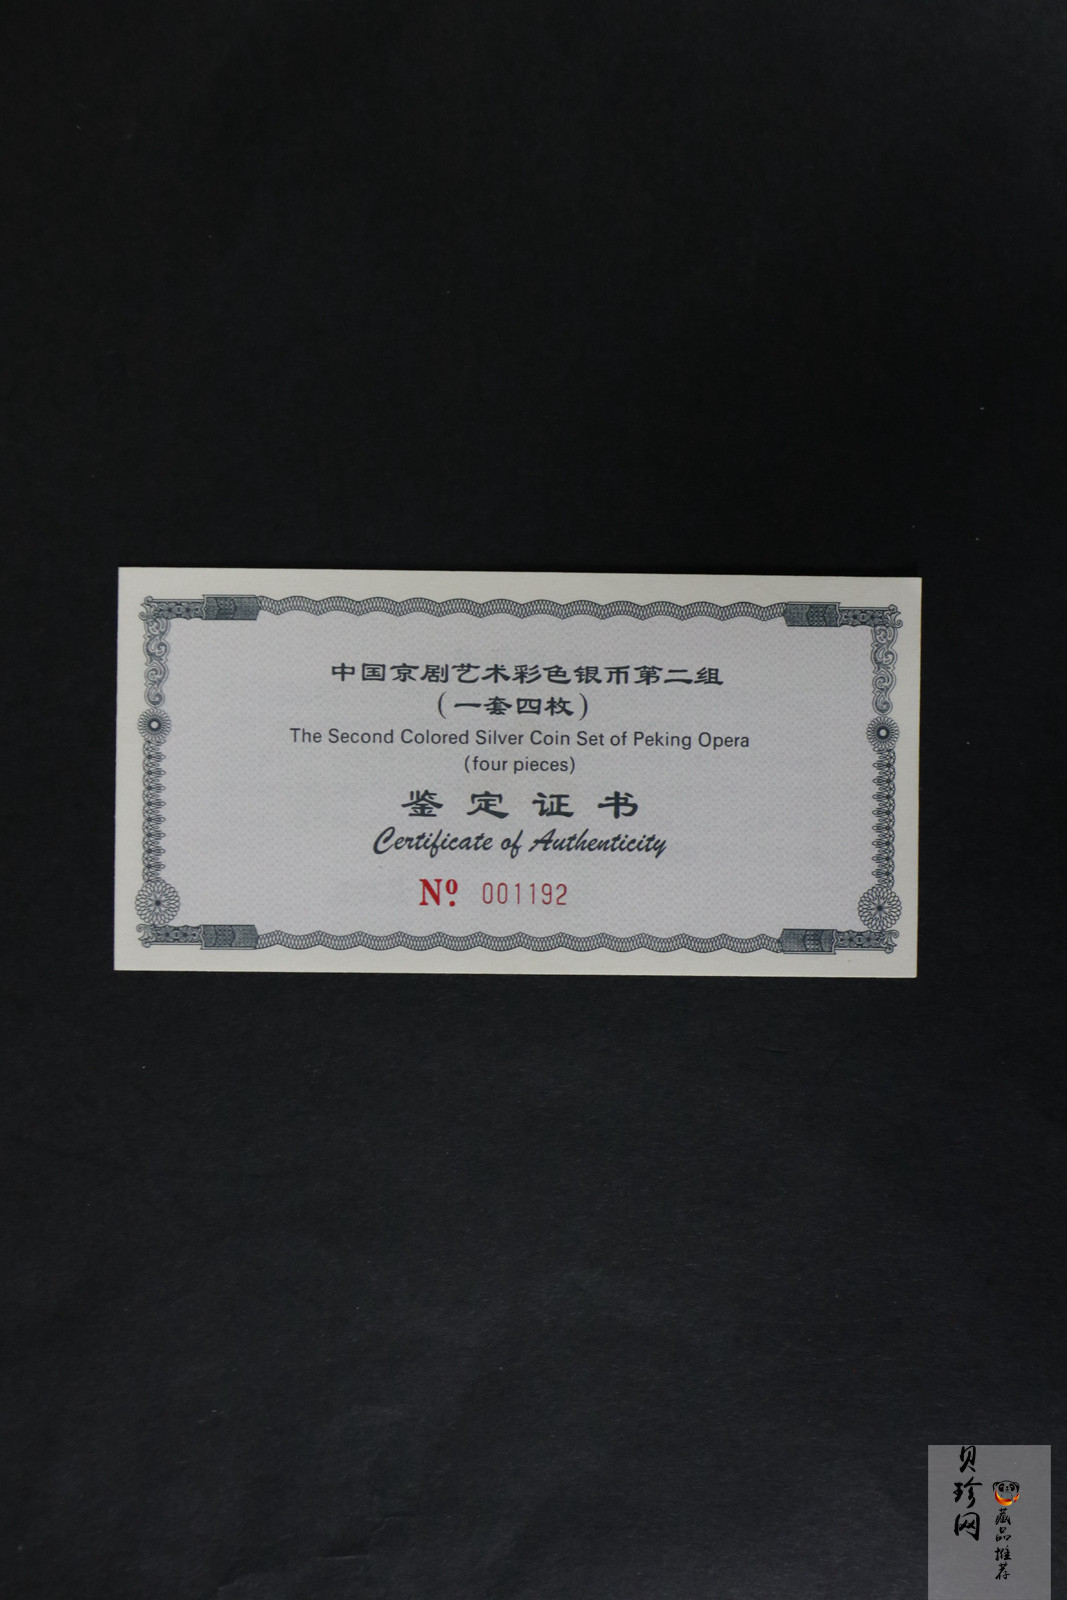 中国京剧艺术彩色银币第二组
(一套四枚)
The Second Colored Silver Coin Set of Peking Opera
(four pieces)
鉴定证书
Certificate of Authenticity
Nº. 001192
贝珍网
藏品推荐